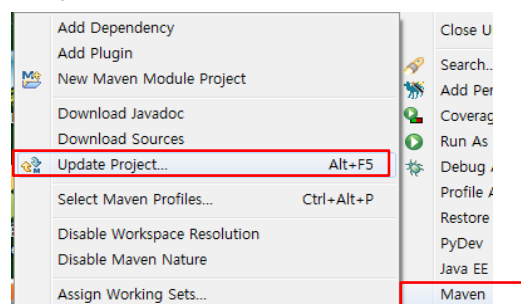 Add Dependency
Add Plugin
New Maven Module Project
Download Javadoc
Download Sources
Update Project... Alt+F5
Select Maven Profiles... Ctrl+Alt+P
Disable Workspace Resolution
Disable Maven Nature
Assign Working Sets...
Close U
Search..
Add Per
Coverag
Run As
Debug
Profile
Restore
PyDev
Java EE
Maven